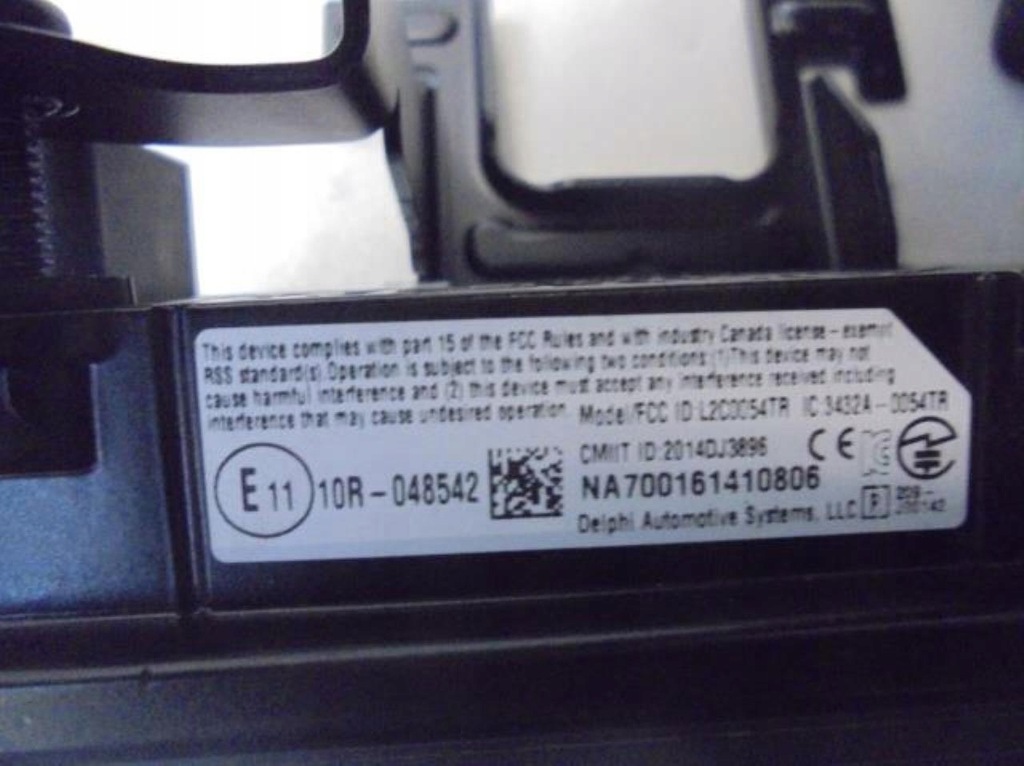 This device complies with part 15 of the FCC Rules and with industry Canada license-exempt
RSS standard(s). Operation is subject to the following two conditions:(1)This device may not
cause harmful interference and (2) this device must accept any interference received including
interference that may cause undesired operation. Model/FCC ID:L2C0054TR IC:3432A-0054TR
CMIIT ID:2014DJ3896 CE
E 11 10R-048542 NA700161410806
Delphi Automotive Systems, LLC R